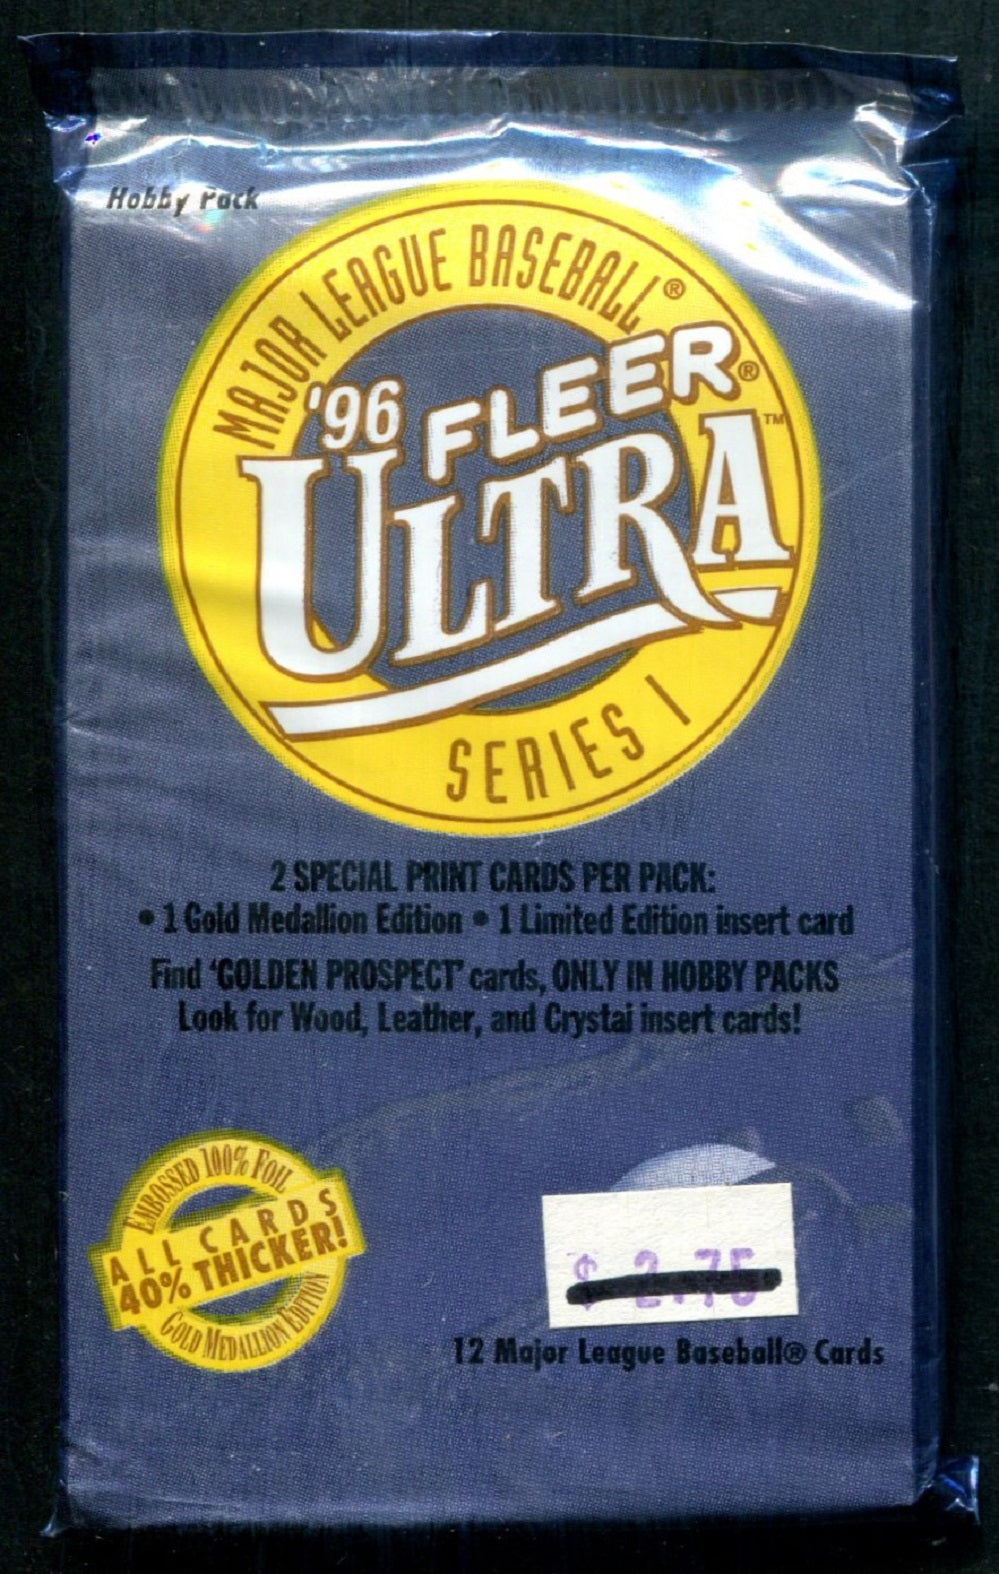 Hobby Pack
MAJOR LEAGUE BASEBALL®
'96 FLEER®
ULTRA™
SERIES I
2 SPECIAL PRINT CARDS PER PACK:
• 1 Gold Medallion Edition • 1 Limited Edition insert card
Find 'GOLDEN PROSPECT' cards, ONLY IN HOBBY PACKS
Look for Wood, Leather, and Crystal insert cards!
EMBOSSED 100% FOIL
ALL CARDS
40% THICKER!
GOLD MEDALLION EDITION
$ 2.75
12 Major League Baseball® Cards